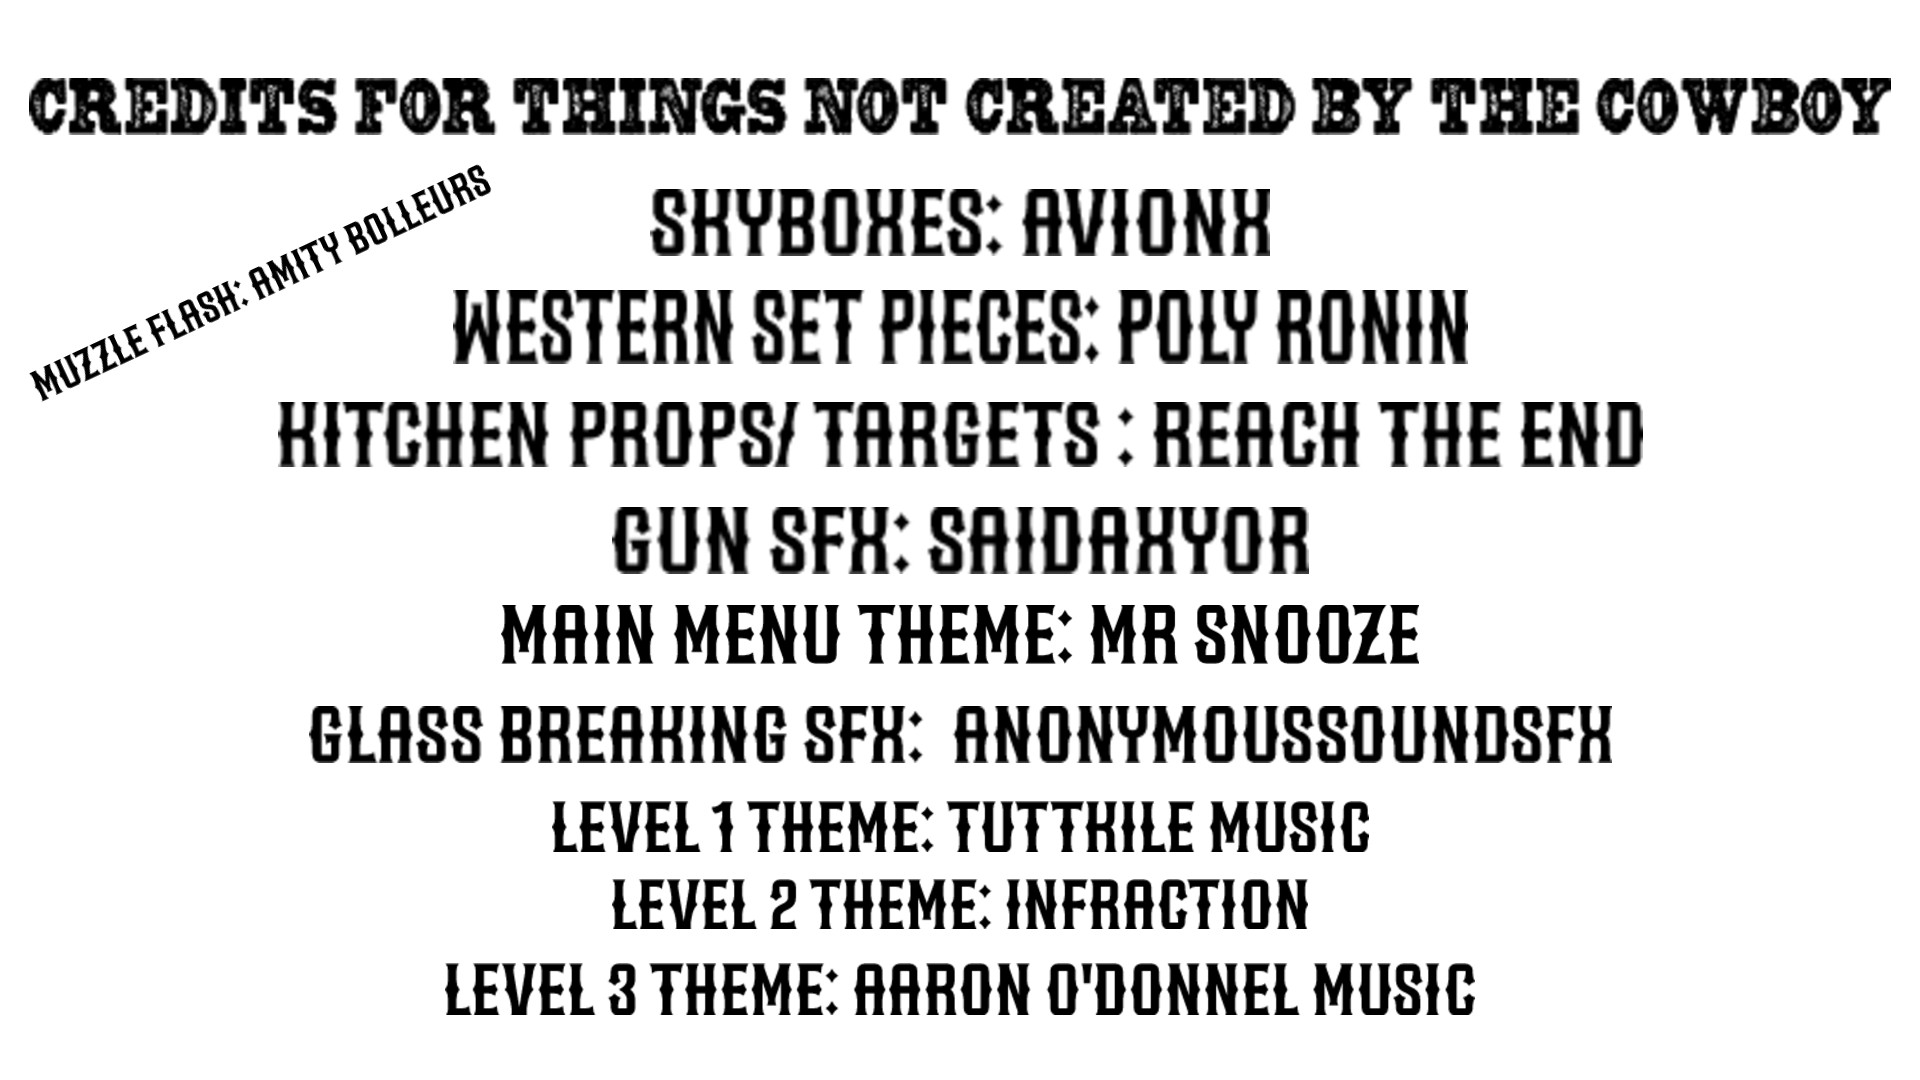 CREDITS FOR THINGS NOT CREATED BY THE COWBOY
MUZZLE FLASH: AMITY BOLLEURS
SKYBOXES: AVIONX
WESTERN SET PIECES: POLY RONIN
KITCHEN PROPS/ TARGETS : REACH THE END
GUN SFX: SAIDAXYOR
MAIN MENU THEME: MR SNOOZE
GLASS BREAKING SFX: ANONYMOUSSOUNDSFX
LEVEL 1 THEME: TUTTKILE MUSIC
LEVEL 2 THEME: INFRACTION
LEVEL 3 THEME: AARON O'DONNEL MUSIC